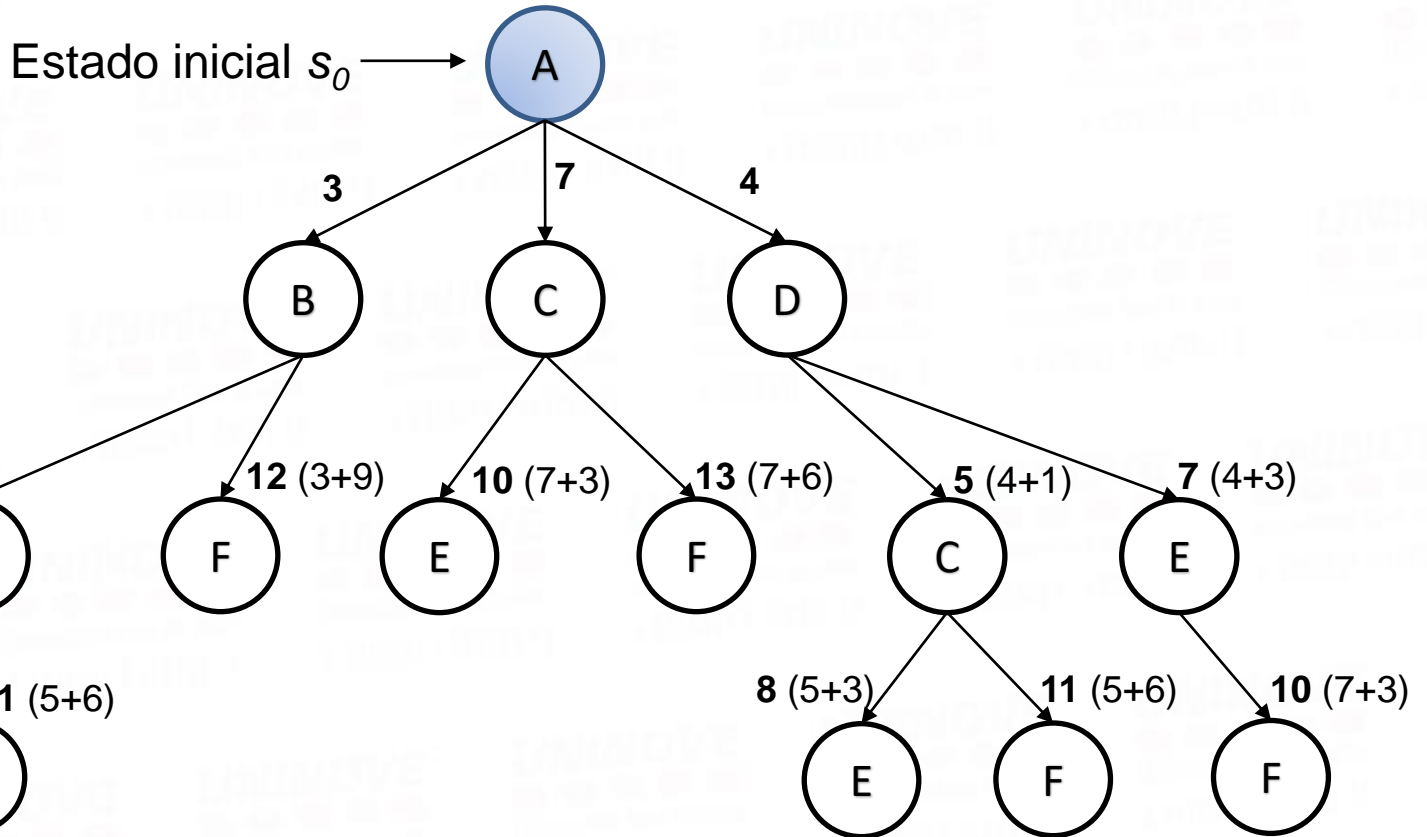 Estado inicial s0
A
3
7
4
B
C
D
12 (3+9)
10 (7+3)
13 (7+6)
5 (4+1)
7 (4+3)
F
E
F
C
E
1 (5+6)
8 (5+3)
11 (5+6)
10 (7+3)
E
F
F